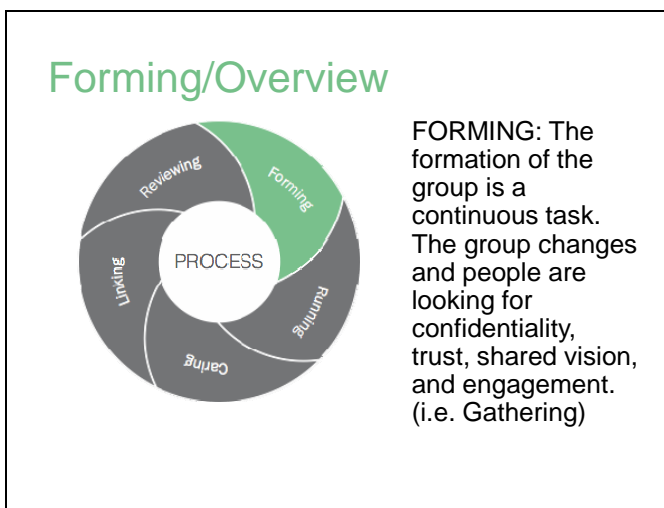 Forming/Overview
Reviewing
Forming
Linking
PROCESS
Running
Caring
FORMING: The
formation of the
group is a
continuous task.
The group changes
and people are
looking for
confidentiality,
trust, shared vision,
and engagement.
(i.e. Gathering)